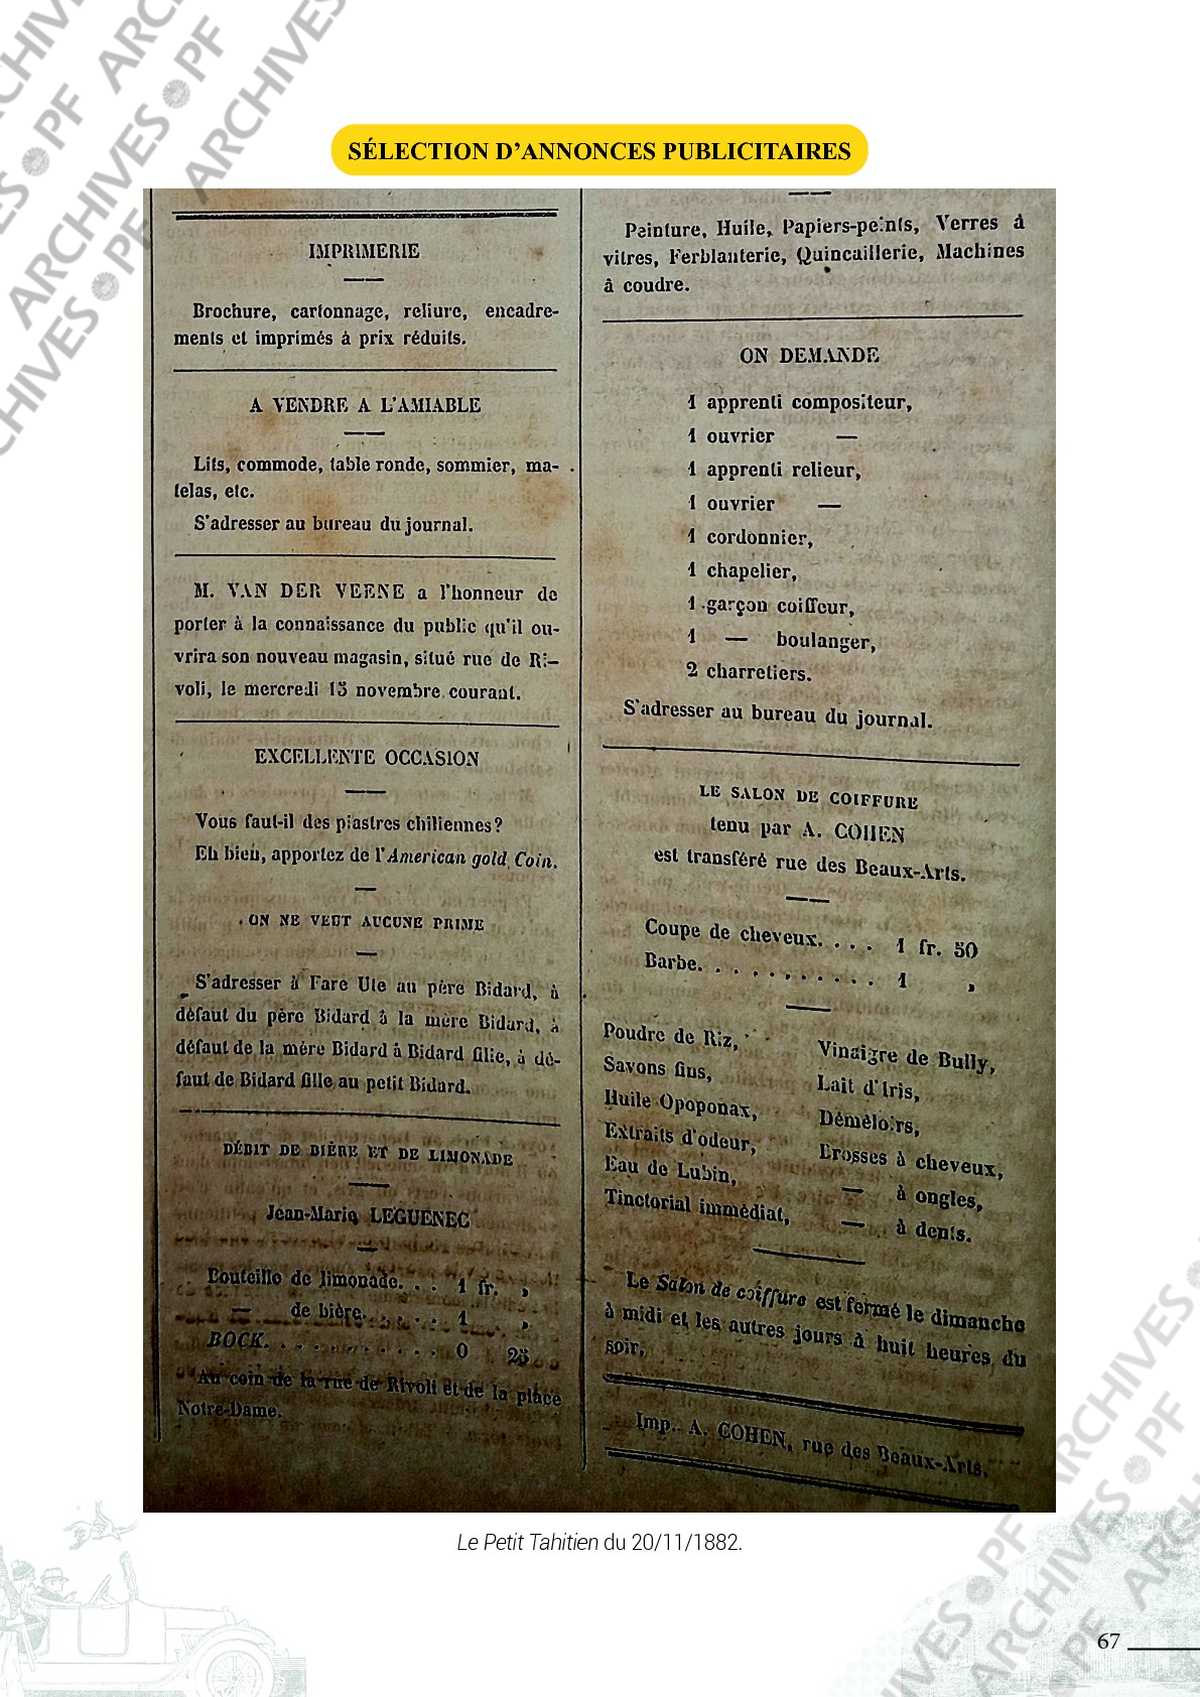 SÉLECTION D'ANNONCES PUBLICITAIRES
IMPRIMERIE
Brochure, cartonnage, reliure, encadre-
ments et imprimés à prix réduits.
A VENDRE A L'AMIABLE
Lits, commode, table ronde, sommier, ma-
telas, etc.
S'adresser au bureau du journal.
M. VAN DER VEENE a l'honneur de
porter à la connaissance du public qu'il ou-
vrira son nouveau magasin, situé rue de Ri-
voli, le mercredi 15 novembre courant.
EXCELLENTE OCCASION
Vous faut-il des piastres chiliennes?
Eh bien, apportez de l'American gold Coin.
ON NE VEUT AUCUNE PRIME
S'adresser à Fare Ute au père Bidard, à
défaut du père Bidard à la mère Bidard, à
défaut de la mère Bidard à Bidard fille, à dé-
faut de Bidard fille au petit Bidard.
DÉBIT DE BIÈRE ET DE LIMONADE
Jean-Marie LEGUENEC
Bouteille de limonade. . . 1 fr. »
— de bière. . . . . . 1 »
BOCK. . . . . . . . . . . . 0 25
Au coin de la rue de Rivoli et de la place
Notre-Dame.
Peinture, Huile, Papiers-peints, Verres à
vitres, Ferblanterie, Quincaillerie, Machines
à coudre.
ON DEMANDE
1 apprenti compositeur,
1 ouvrier —
1 apprenti relieur,
1 ouvrier —
1 cordonnier,
1 chapelier,
1 garçon coiffeur,
1 — boulanger,
2 charretiers.
S'adresser au bureau du journal.
LE SALON DE COIFFURE
tenu par A. COHEN
est transféré rue des Beaux-Arts.
Coupe de cheveux. . . . 1 fr. 50
Barbe. . . . . . . . . . . 1 »
Poudre de Riz, Vinaigre de Bully,
Savons fins, Lait d'Iris,
Huile Opoponax, Démêloirs,
Extraits d'odeur, Brosses à cheveux,
Eau de Lubin, — à ongles,
Tinctorial immédiat, — à dents.
Le Salon de coiffure est fermé le dimanche
à midi et les autres jours à huit heures du
soir.
Imp. A. COHEN, rue des Beaux-Arts.
Le Petit Tahitien du 20/11/1882.
67
ARCHIVES PF